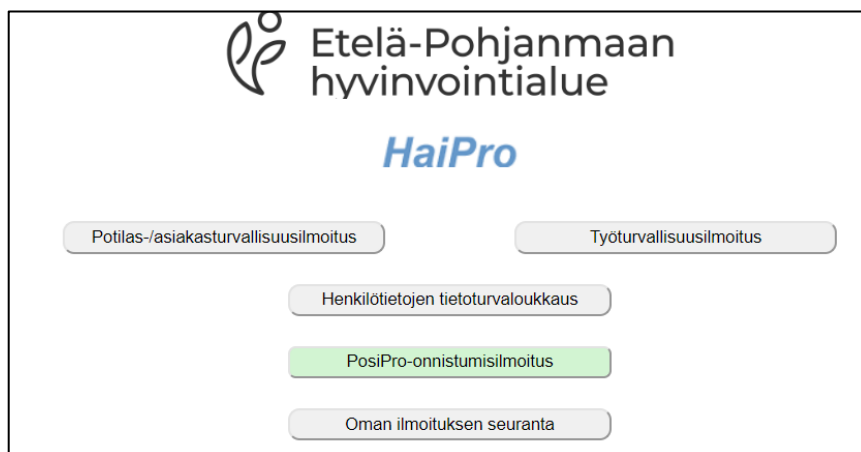 Etelä-Pohjanmaan
hyvinvointialue
HaiPro
Potilas-/asiakasturvallisuusilmoitus
Työturvallisuusilmoitus
Henkilötietojen tietoturvaloukkaus
PosiPro-onnistumisilmoitus
Oman ilmoituksen seuranta